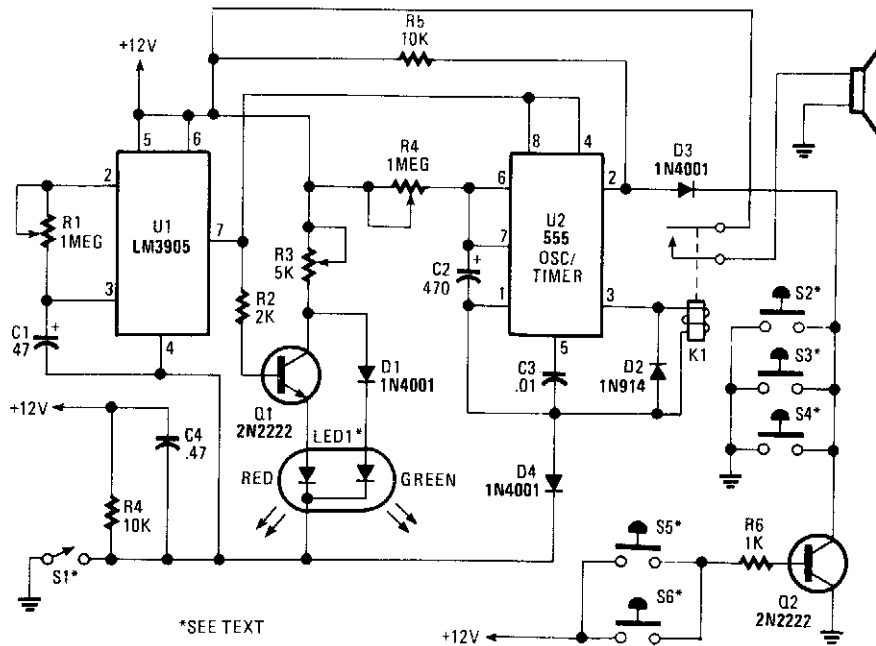 R5
10K
+12V
5
6
8
4
R4
1MEG
D3
1N4001
2
6
2
R1
1MEG
U1
LM3905
7
7
U2
555
OSC/
TIMER
R3
5K
C2
470
+
3
1
3
R2
2K
C1
47
+
4
5
K1
S2*
D1
1N4001
C3
.01
D2
1N914
S3*
Q1
2N2222
+12V
C4
.47
LED1*
S4*
RED
GREEN
D4
1N4001
R4
10K
S5*
R6
1K
S1*
S6*
Q2
2N2222
*SEE TEXT
+12V